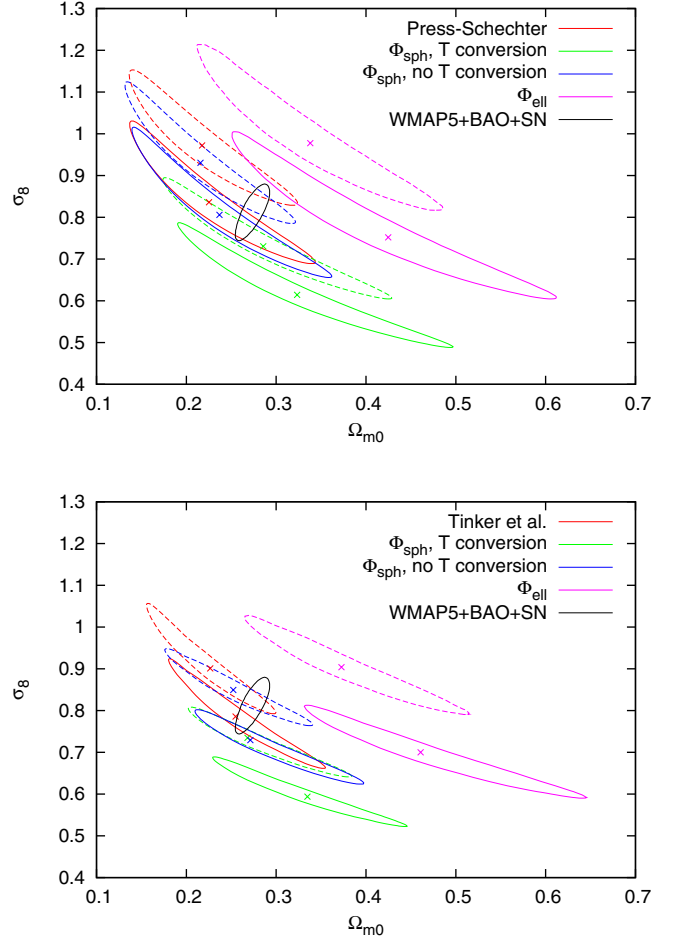 1.3
1.2
1.1
1
0.9
0.8
0.7
0.6
0.5
0.4
σ8
Press-Schechter
Φsph, T conversion
Φsph, no T conversion
Φell
WMAP5+BAO+SN
0.1 0.2 0.3 0.4 0.5 0.6 0.7
Ωm0
1.3
1.2
1.1
1
0.9
0.8
0.7
0.6
0.5
0.4
σ8
Tinker et al.
Φsph, T conversion
Φsph, no T conversion
Φell
WMAP5+BAO+SN
0.1 0.2 0.3 0.4 0.5 0.6 0.7
Ωm0